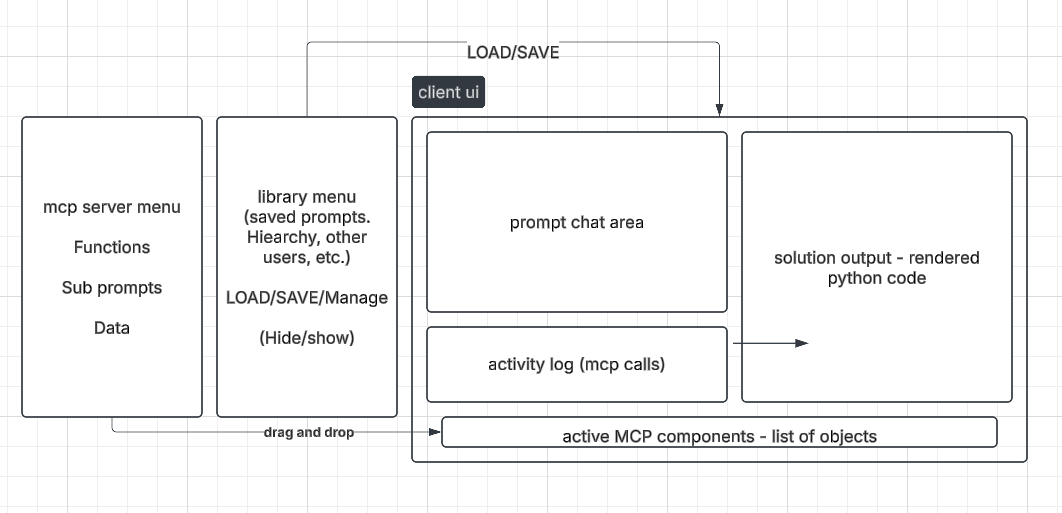 LOAD/SAVE
client ui
mcp server menu
Functions
Sub prompts
Data
library menu
(saved prompts.
Hiearchy, other
users, etc.)
LOAD/SAVE/Manage
(Hide/show)
prompt chat area
solution output - rendered
python code
activity log (mcp calls)
drag and drop
active MCP components - list of objects